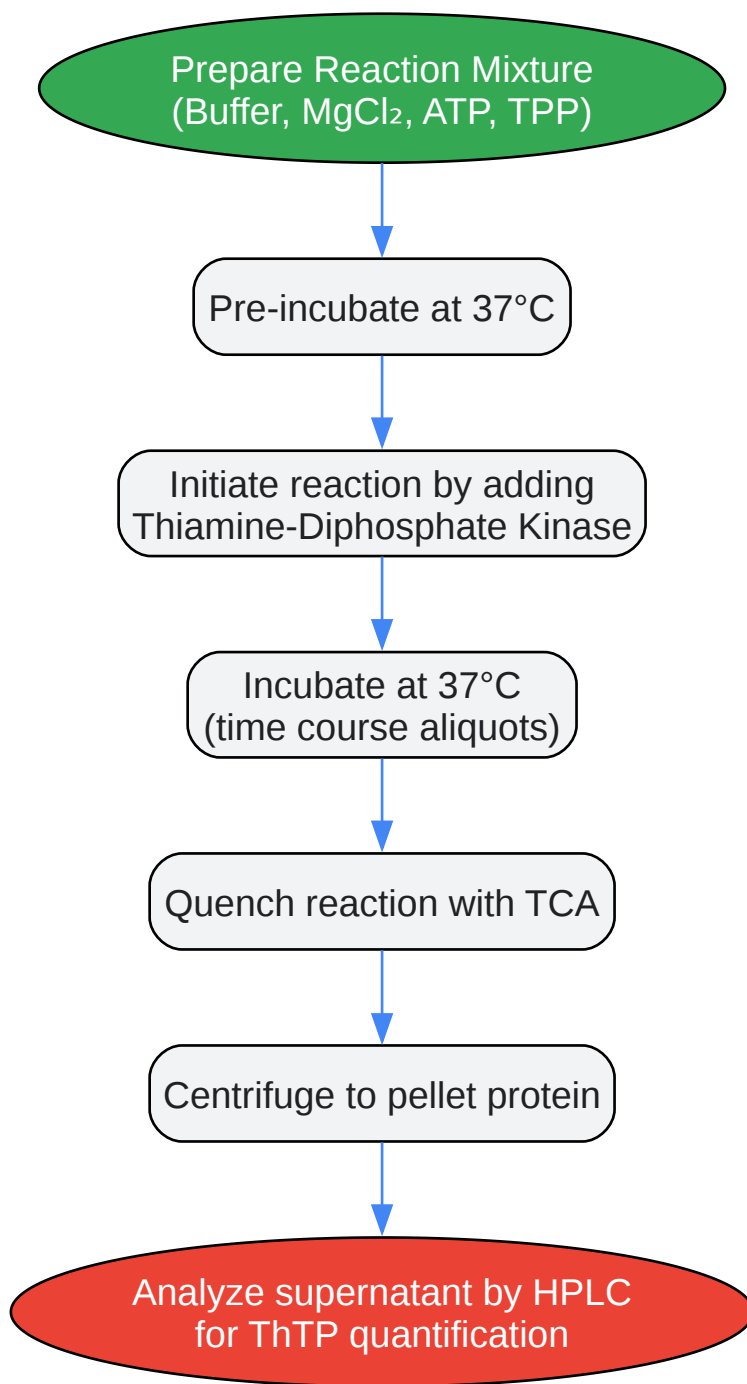 Prepare Reaction Mixture
(Buffer, MgCl₂, ATP, TPP)
Pre-incubate at 37°C
Initiate reaction by adding
Thiamine-Diphosphate Kinase
Incubate at 37°C
(time course aliquots)
Quench reaction with TCA
Centrifuge to pellet protein
Analyze supernatant by HPLC
for ThTP quantification